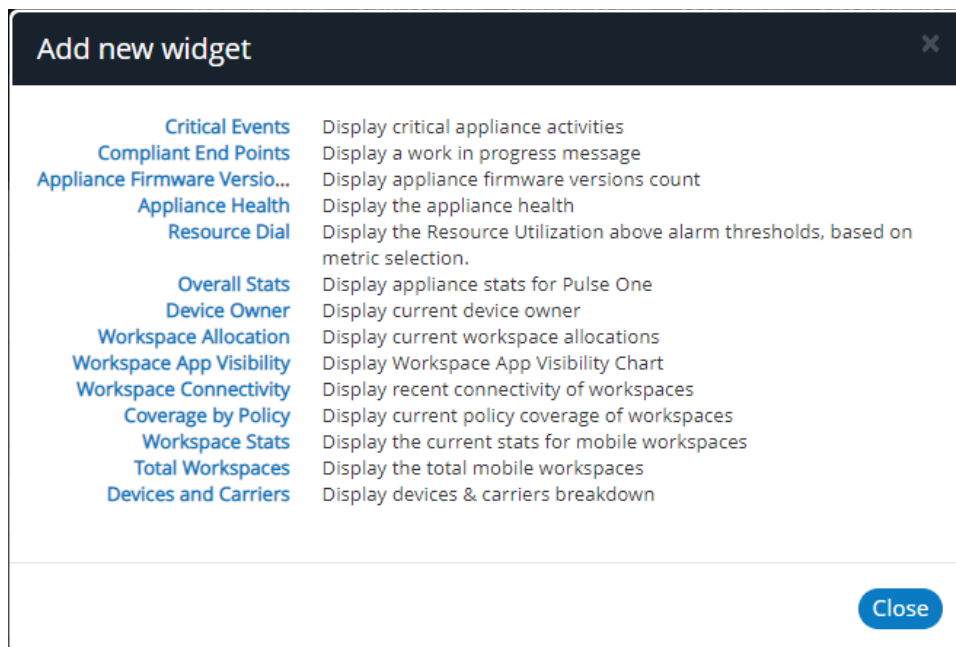 Add new widget
Critical Events Display critical appliance activities
Compliant End Points Display a work in progress message
Appliance Firmware Versio... Display appliance firmware versions count
Appliance Health Display the appliance health
Resource Dial Display the Resource Utilization above alarm thresholds, based on
metric selection.
Overall Stats Display appliance stats for Pulse One
Device Owner Display current device owner
Workspace Allocation Display current workspace allocations
Workspace App Visibility Display Workspace App Visibility Chart
Workspace Connectivity Display recent connectivity of workspaces
Coverage by Policy Display current policy coverage of workspaces
Workspace Stats Display the current stats for mobile workspaces
Total Workspaces Display the total mobile workspaces
Devices and Carriers Display devices & carriers breakdown
Close